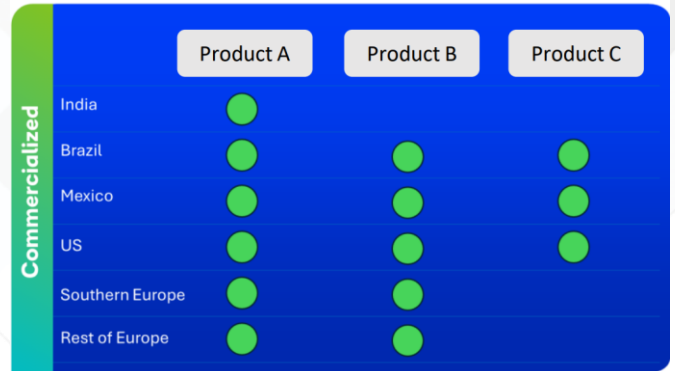 Commercialized
Product A
Product B
Product C
India
Brazil
Mexico
US
Southern Europe
Rest of Europe